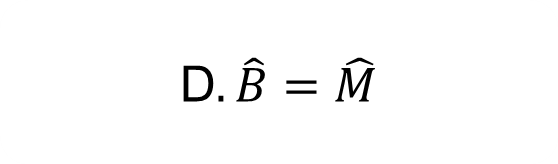 D. B̂ = M̂